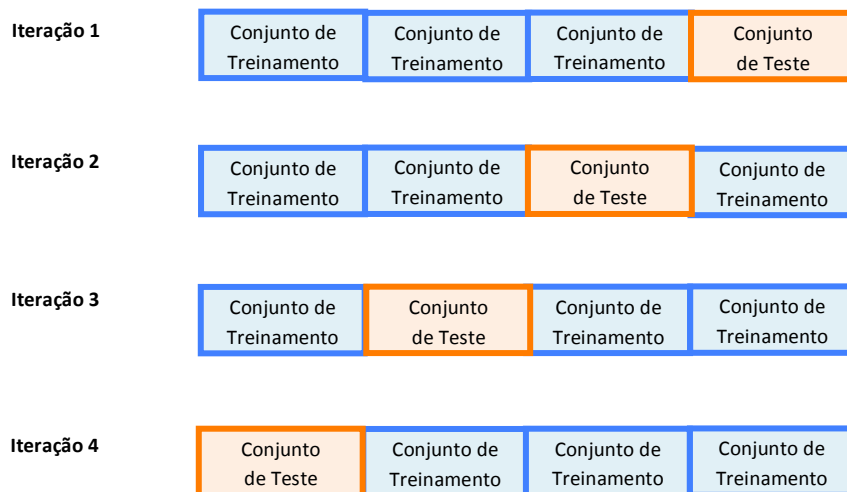 Iteração 1
Conjunto de
Treinamento
Conjunto de
Treinamento
Conjunto de
Treinamento
Conjunto
de Teste
Iteração 2
Conjunto de
Treinamento
Conjunto de
Treinamento
Conjunto
de Teste
Conjunto de
Treinamento
Iteração 3
Conjunto de
Treinamento
Conjunto
de Teste
Conjunto de
Treinamento
Conjunto de
Treinamento
Iteração 4
Conjunto
de Teste
Conjunto de
Treinamento
Conjunto de
Treinamento
Conjunto de
Treinamento